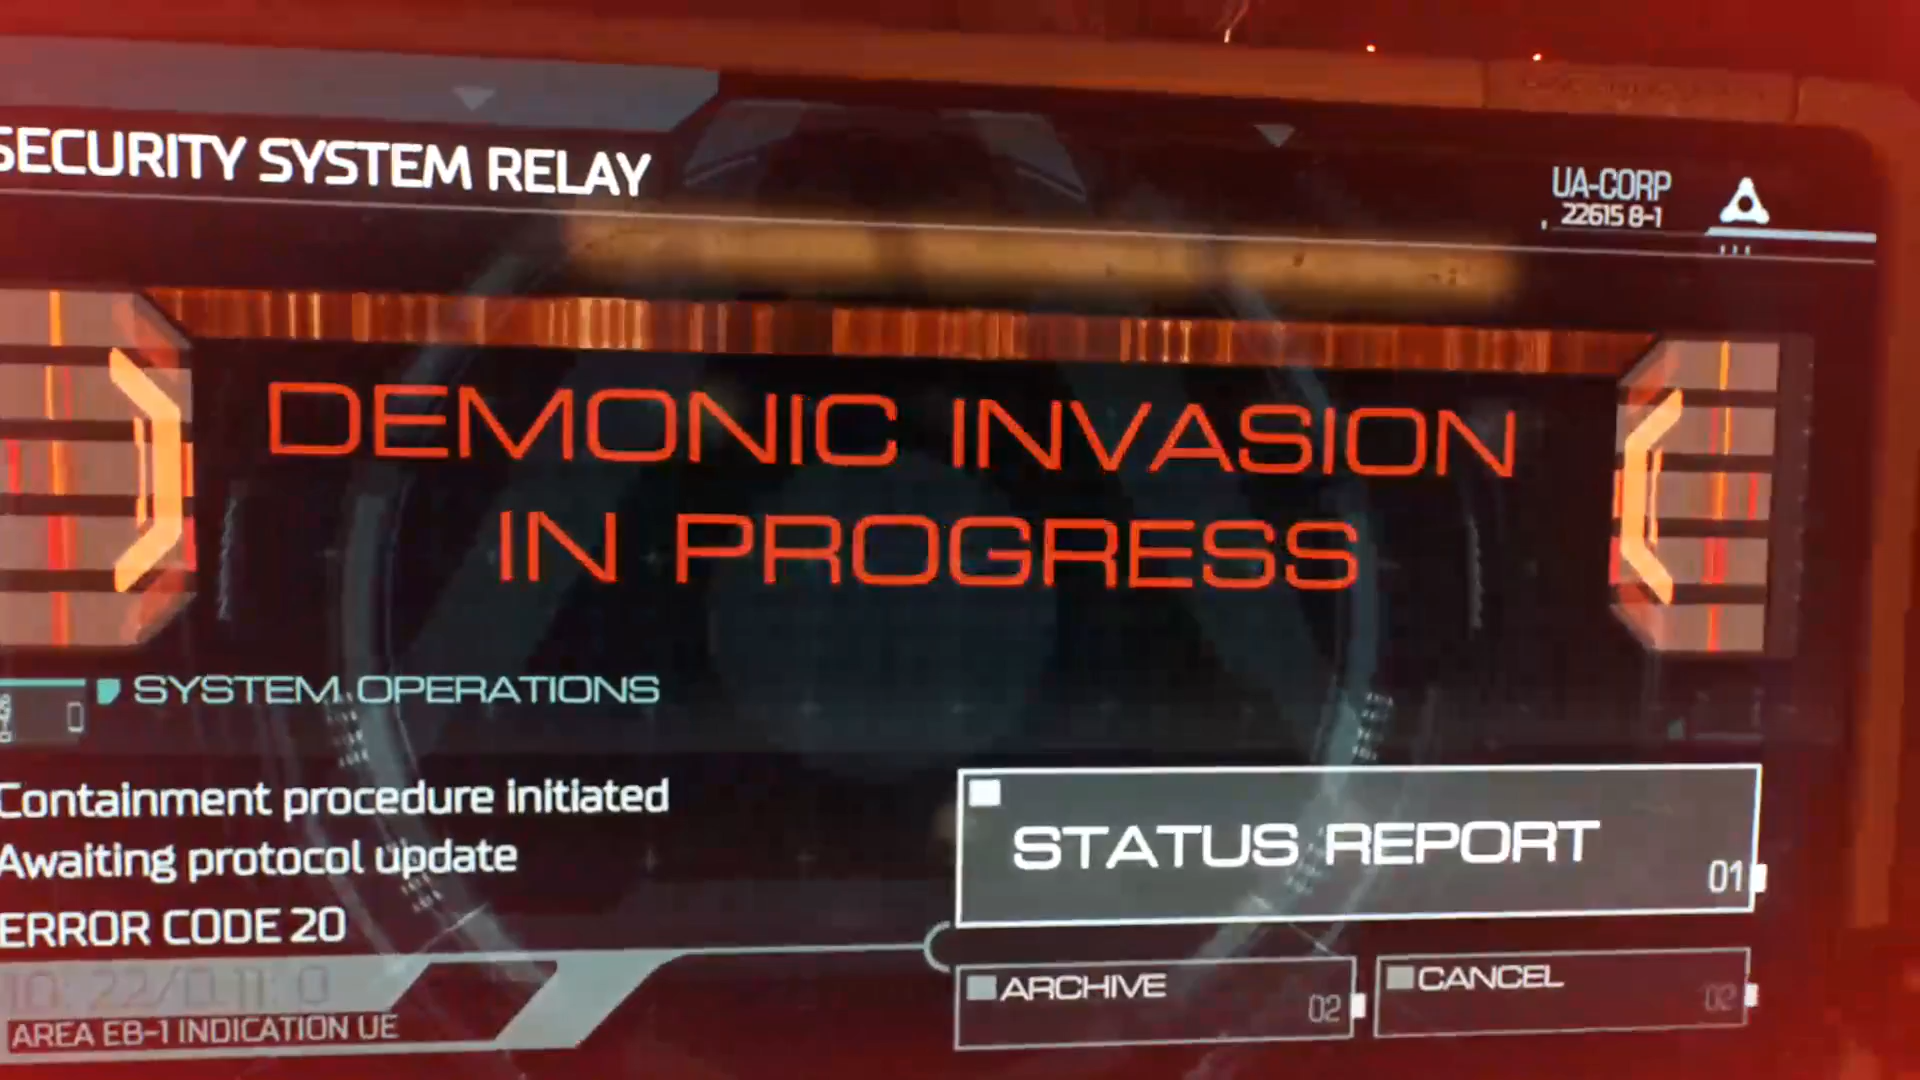 SECURITY SYSTEM RELAY
UA-CORP
22615 8-1
DEMONIC INVASION
IN PROGRESS
SYSTEM OPERATIONS
Containment procedure initiated
Awaiting protocol update
ERROR CODE 20
AREA EB-1 INDICATION UE
STATUS REPORT
01
ARCHIVE
02
CANCEL
02